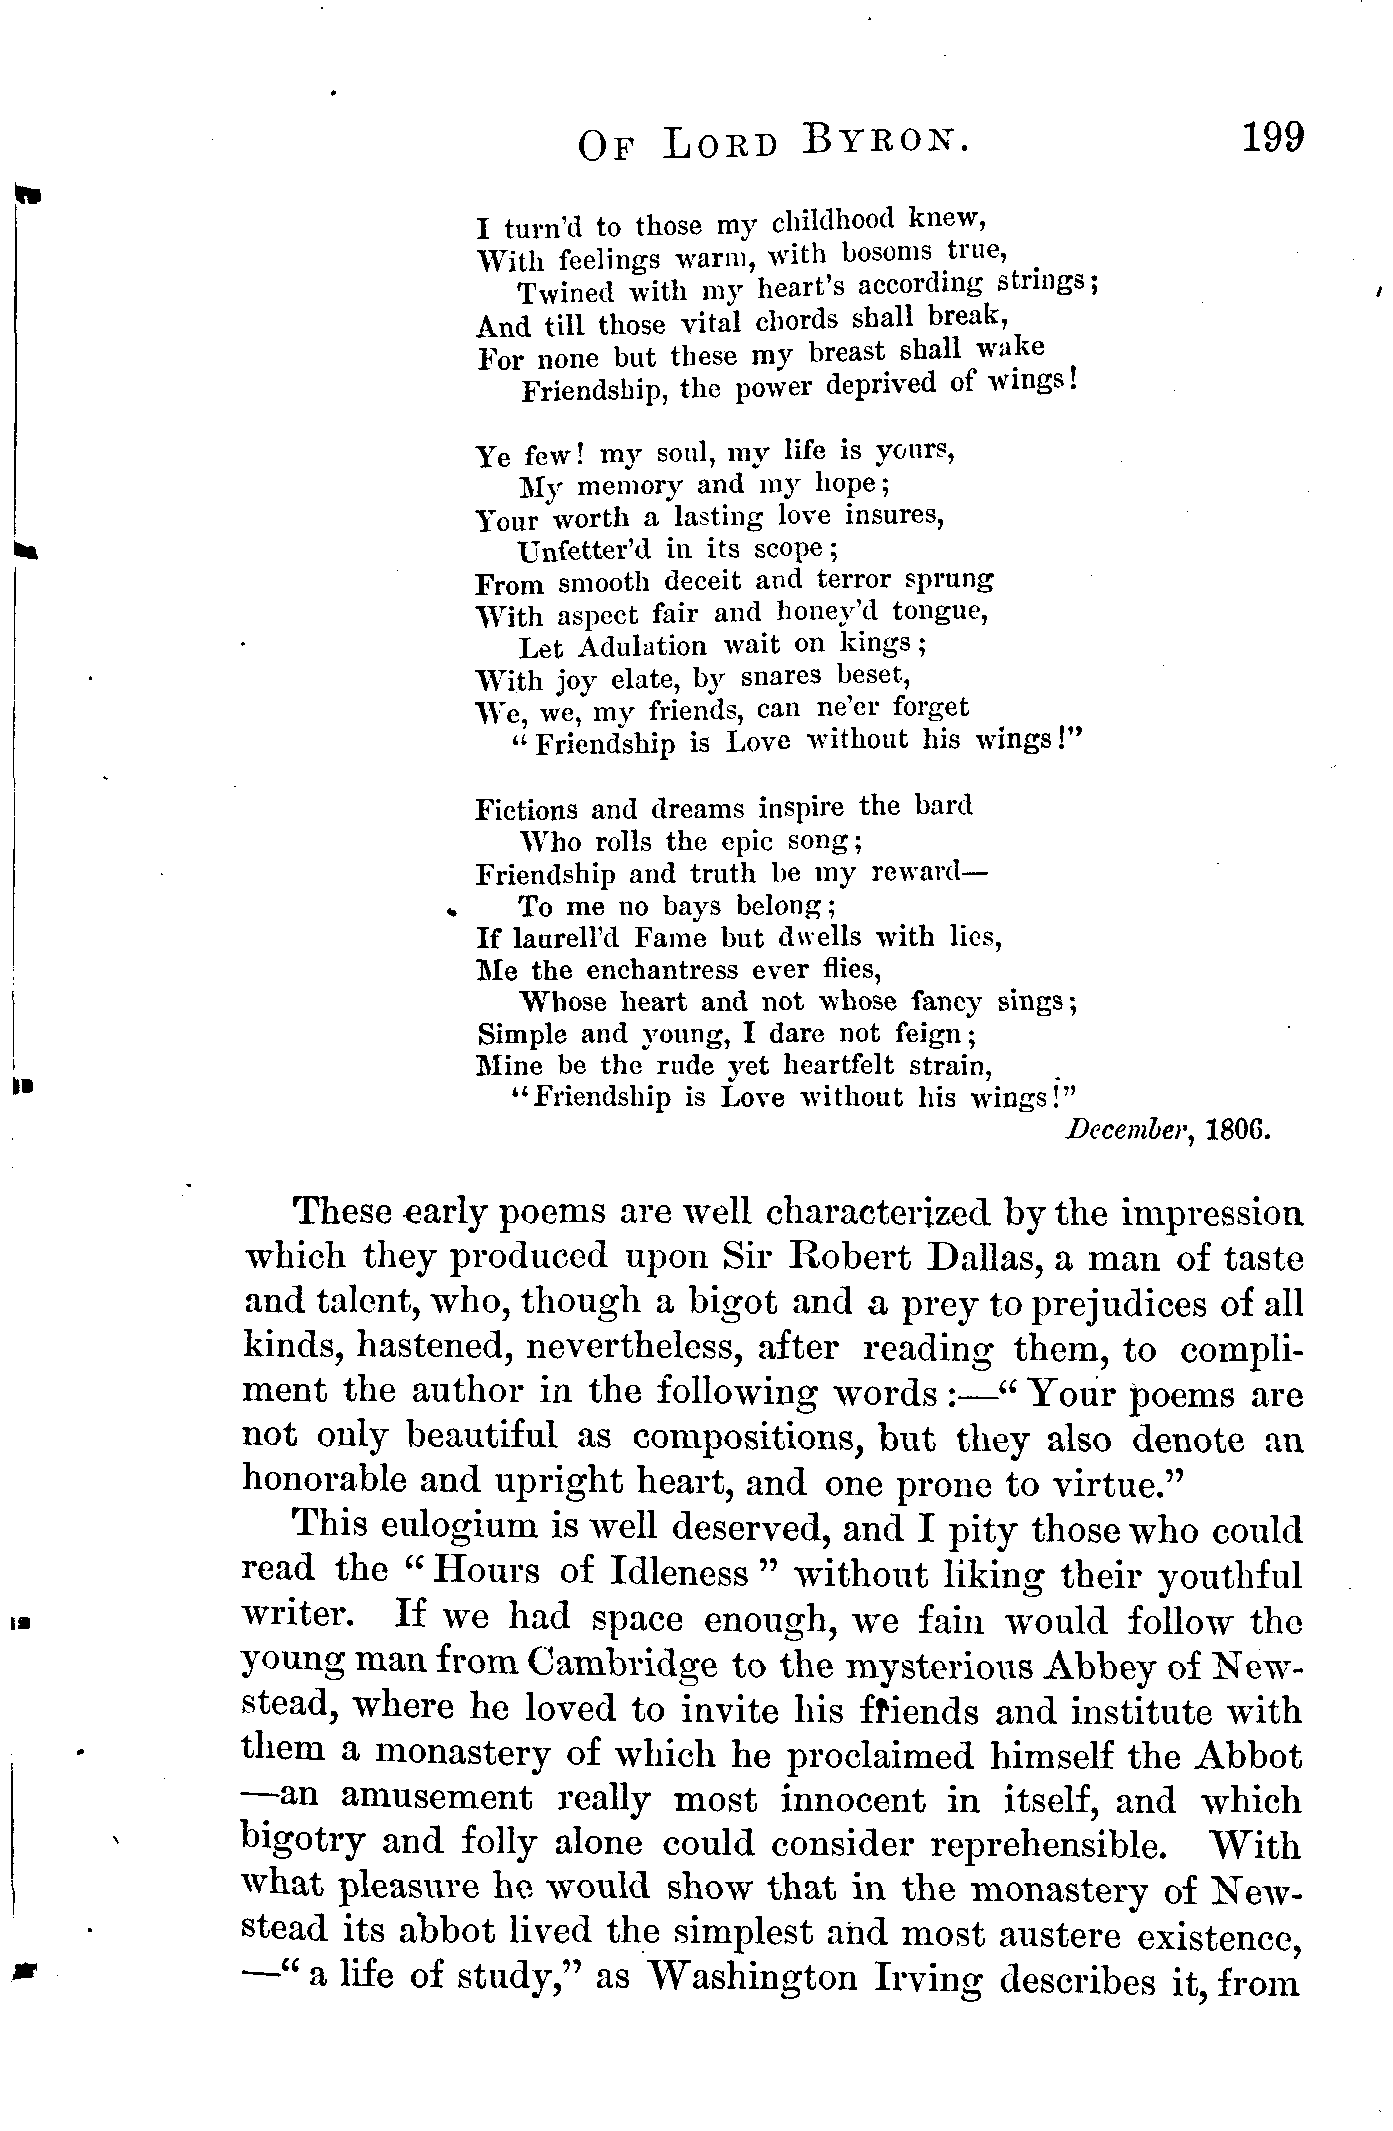 OF LORD BYRON. 199
I turn'd to those my childhood knew,
With feelings warm, with bosoms true,
Twined with my heart's according strings;
And till those vital chords shall break,
For none but these my breast shall wake
Friendship, the power deprived of wings!
Ye few! my soul, my life is yours,
My memory and my hope;
Your worth a lasting love insures,
Unfetter'd in its scope;
From smooth deceit and terror sprung
With aspect fair and honey'd tongue,
Let Adulation wait on kings;
With joy elate, by snares beset,
We, we, my friends, can ne'er forget
"Friendship is Love without his wings!"
Fictions and dreams inspire the bard
Who rolls the epic song;
Friendship and truth be my reward—
To me no bays belong;
If laurell'd Fame but dwells with lies,
Me the enchantress ever flies,
Whose heart and not whose fancy sings;
Simple and young, I dare not feign;
Mine be the rude yet heartfelt strain,
"Friendship is Love without his wings!"
December, 1806.
These early poems are well characterized by the impression
which they produced upon Sir Robert Dallas, a man of taste
and talent, who, though a bigot and a prey to prejudices of all
kinds, hastened, nevertheless, after reading them, to compli-
ment the author in the following words:—"Your poems are
not only beautiful as compositions, but they also denote an
honorable and upright heart, and one prone to virtue."
This eulogium is well deserved, and I pity those who could
read the "Hours of Idleness" without liking their youthful
writer. If we had space enough, we fain would follow the
young man from Cambridge to the mysterious Abbey of New-
stead, where he loved to invite his friends and institute with
them a monastery of which he proclaimed himself the Abbot
—an amusement really most innocent in itself, and which
bigotry and folly alone could consider reprehensible. With
what pleasure he would show that in the monastery of New-
stead its abbot lived the simplest and most austere existence,
—"a life of study," as Washington Irving describes it, from